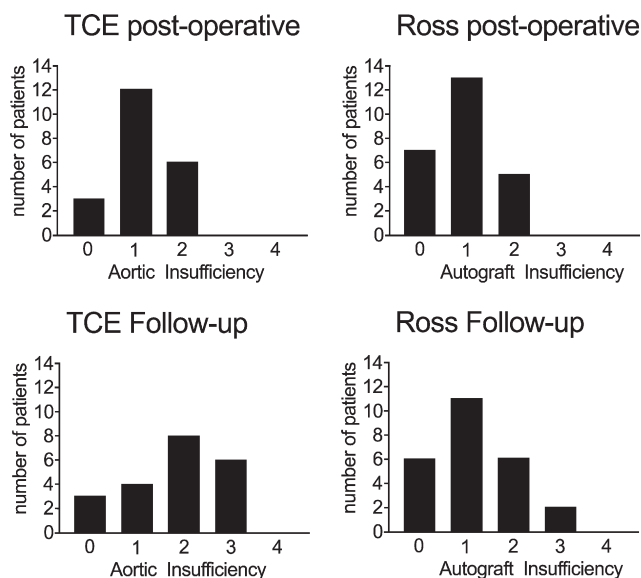 TCE post-operative
number of patients
14
12
10
8
6
4
2
0
0 1 2 3 4
Aortic Insufficiency
Ross post-operative
number of patients
14
12
10
8
6
4
2
0
0 1 2 3 4
Autograft Insufficiency
TCE Follow-up
number of patients
14
12
10
8
6
4
2
0
0 1 2 3 4
Aortic Insufficiency
Ross Follow-up
number of patients
14
12
10
8
6
4
2
0
0 1 2 3 4
Autograft Insufficiency